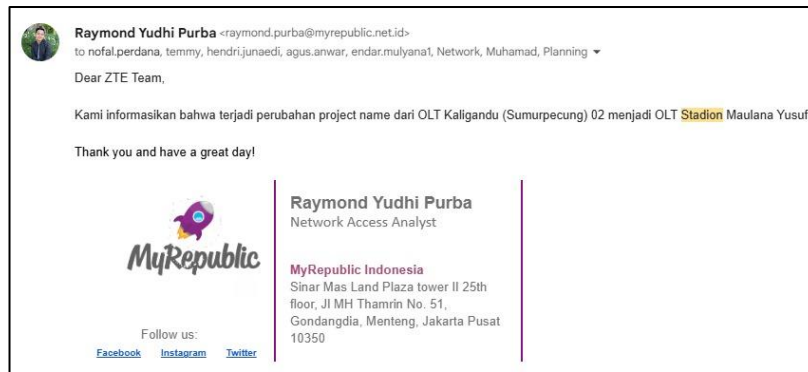 Raymond Yudhi Purba <raymond.purba@myrepublic.net.id>
to nofal.perdana, temmy, hendri.junaedi, agus.anwar, endar.mulyana1, Network, Muhamad, Planning
Dear ZTE Team,
Kami informasikan bahwa terjadi perubahan project name dari OLT Kaligandu (Sumurpecung) 02 menjadi OLT Stadion Maulana Yusuf
Thank you and have a great day!
MyRepublic
Follow us:
Facebook Instagram Twitter
Raymond Yudhi Purba
Network Access Analyst
MyRepublic Indonesia
Sinar Mas Land Plaza tower II 25th
floor, Jl MH Thamrin No. 51,
Gondangdia, Menteng, Jakarta Pusat
10350